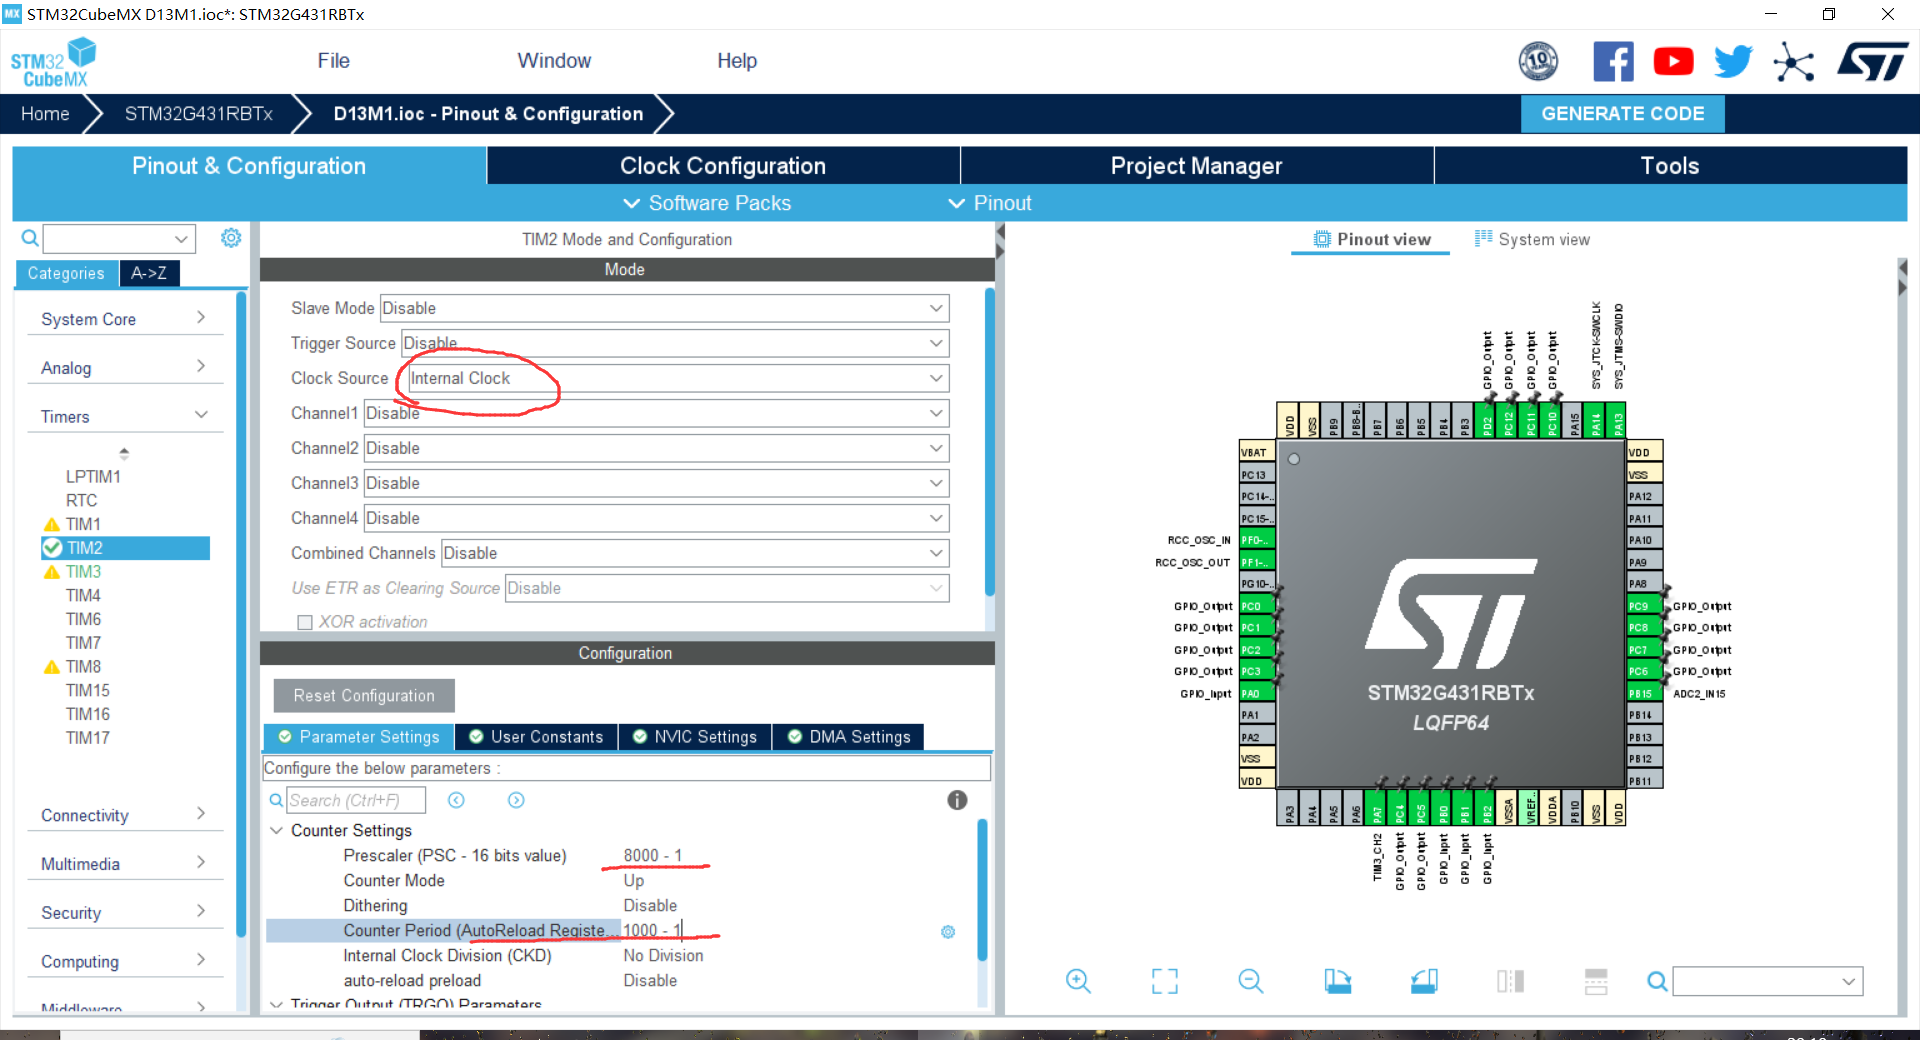 STM32CubeMX D13M1.ioc*: STM32G431RBTx
STM32 CubeMX
File Window Help
10
Home STM32G431RBTx D13M1.ioc - Pinout & Configuration GENERATE CODE
Pinout & Configuration Clock Configuration Project Manager Tools
Software Packs Pinout
TIM2 Mode and Configuration
Categories A->Z
System Core
Analog
Timers
LPTIM1
RTC
TIM1
TIM2
TIM3
TIM4
TIM6
TIM7
TIM8
TIM15
TIM16
TIM17
Connectivity
Multimedia
Security
Computing
Middleware
Mode
Slave Mode Disable
Trigger Source Disable
Clock Source Internal Clock
Channel1 Disable
Channel2 Disable
Channel3 Disable
Channel4 Disable
Combined Channels Disable
Use ETR as Clearing Source Disable
XOR activation
Configuration
Reset Configuration
Parameter Settings User Constants NVIC Settings DMA Settings
Configure the below parameters :
Search (Ctrl+F)
Counter Settings
Prescaler (PSC - 16 bits value) 8000 - 1
Counter Mode Up
Dithering Disable
Counter Period (AutoReload Registe... 1000 - 1
Internal Clock Division (CKD) No Division
auto-reload preload Disable
Trigger Output (TRGO) Parameters
Pinout view System view
GPIO_Output GPIO_Output GPIO_Output GPIO_Output SYS_JTCK-SWCLK SYS_JTMS-SWDIO
VDD VSS PB9 PB8-B.. PB7 PB6 PB5 PB4 PB3 PD2 PC12 PC11 PC10 PA15 PA14 PA13
VBAT
PC13
PC14-..
PC15-..
RCC_OSC_IN PF0-..
RCC_OSC_OUT PF1-..
PG10-..
GPIO_Output PC0
GPIO_Output PC1
GPIO_Output PC2
GPIO_Output PC3
GPIO_Input PA0
PA1
PA2
VSS
VDD
STM32G431RBTx
LQFP64
VDD
VSS
PA12
PA11
PA10
PA9
PA8
PC9 GPIO_Output
PC8 GPIO_Output
PC7 GPIO_Output
PC6 GPIO_Output
PB15 ADC2_IN15
PB14
PB13
PB12
PB11
PA3 PA4 PA5 PA6 PA7 PC4 PC5 PB0 PB1 PB2 VSSA VREF.. VDDA PB10 VSS VDD
TIM3_CH2 GPIO_Output GPIO_Output GPIO_Input GPIO_Input GPIO_Input